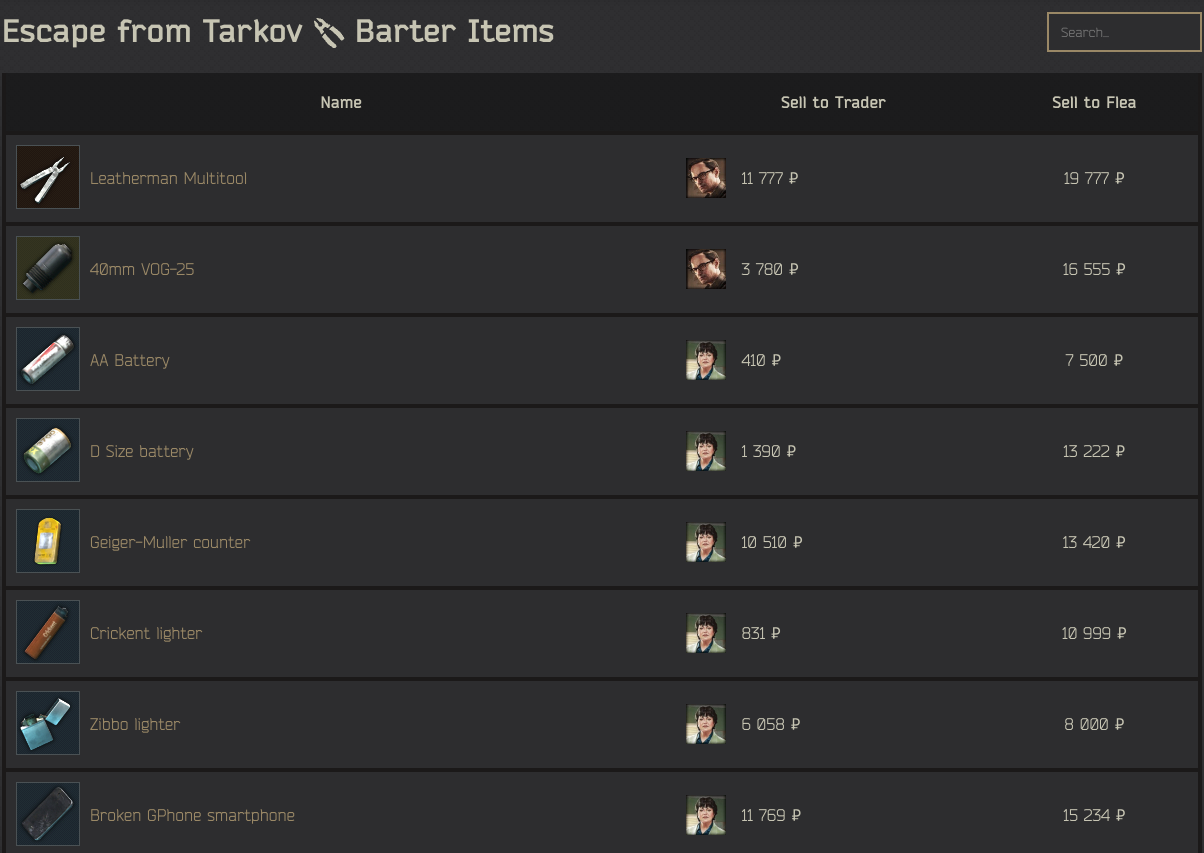 Escape from Tarkov Barter Items
Search...
Name Sell to Trader Sell to Flea
Leatherman Multitool 11 777 ₽ 19 777 ₽
40mm VOG-25 3 780 ₽ 16 555 ₽
AA Battery 410 ₽ 7 500 ₽
D Size battery 1 390 ₽ 13 222 ₽
Geiger-Muller counter 10 510 ₽ 13 420 ₽
Crickent lighter 831 ₽ 10 999 ₽
Zibbo lighter 6 058 ₽ 8 000 ₽
Broken GPhone smartphone 11 769 ₽ 15 234 ₽